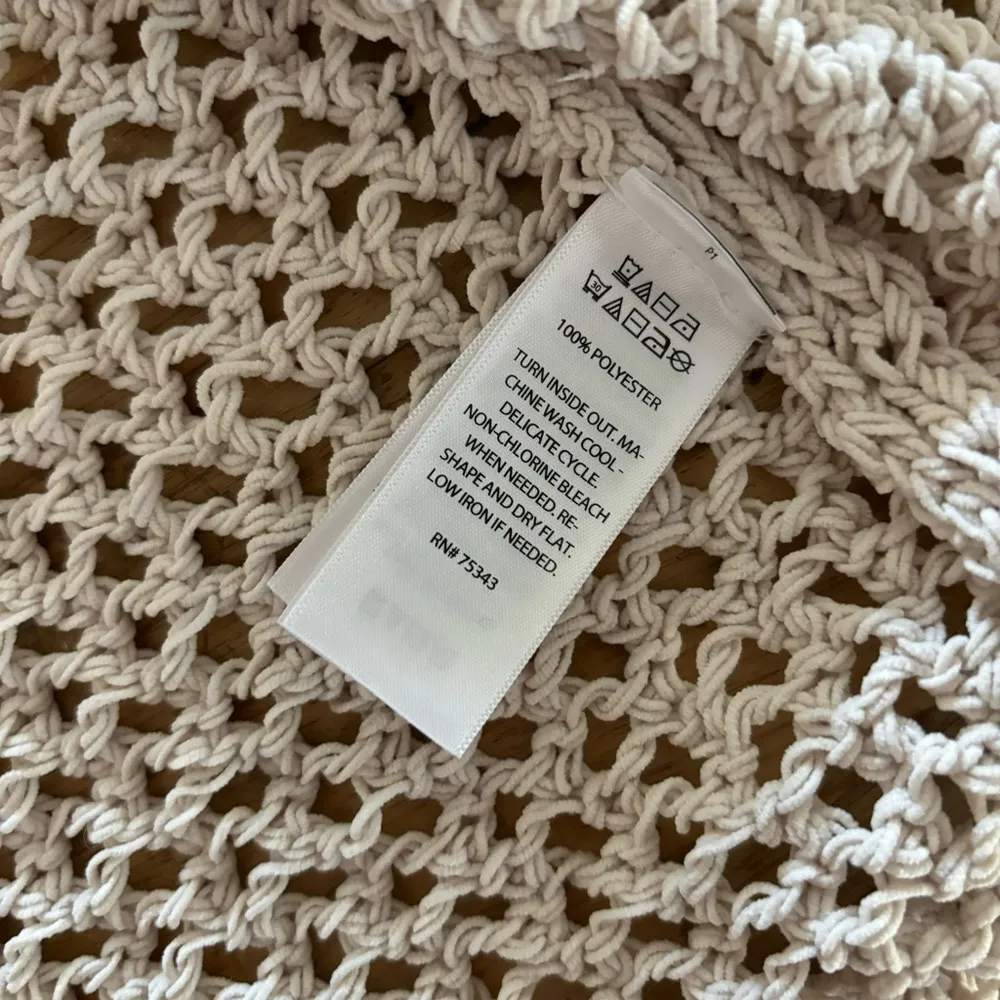 P1
30
100% POLYESTER
TURN INSIDE OUT. MA-
CHINE WASH COOL -
DELICATE CYCLE.
NON-CHLORINE BLEACH
WHEN NEEDED. RE-
SHAPE AND DRY FLAT.
LOW IRON IF NEEDED.
RN# 75343